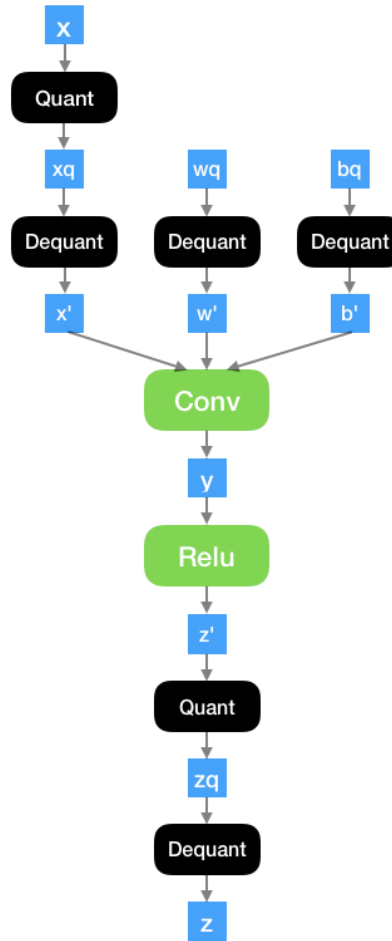 x
Quant
xq
wq
bq
Dequant
Dequant
Dequant
x'
w'
b'
Conv
y
Relu
z'
Quant
zq
Dequant
z